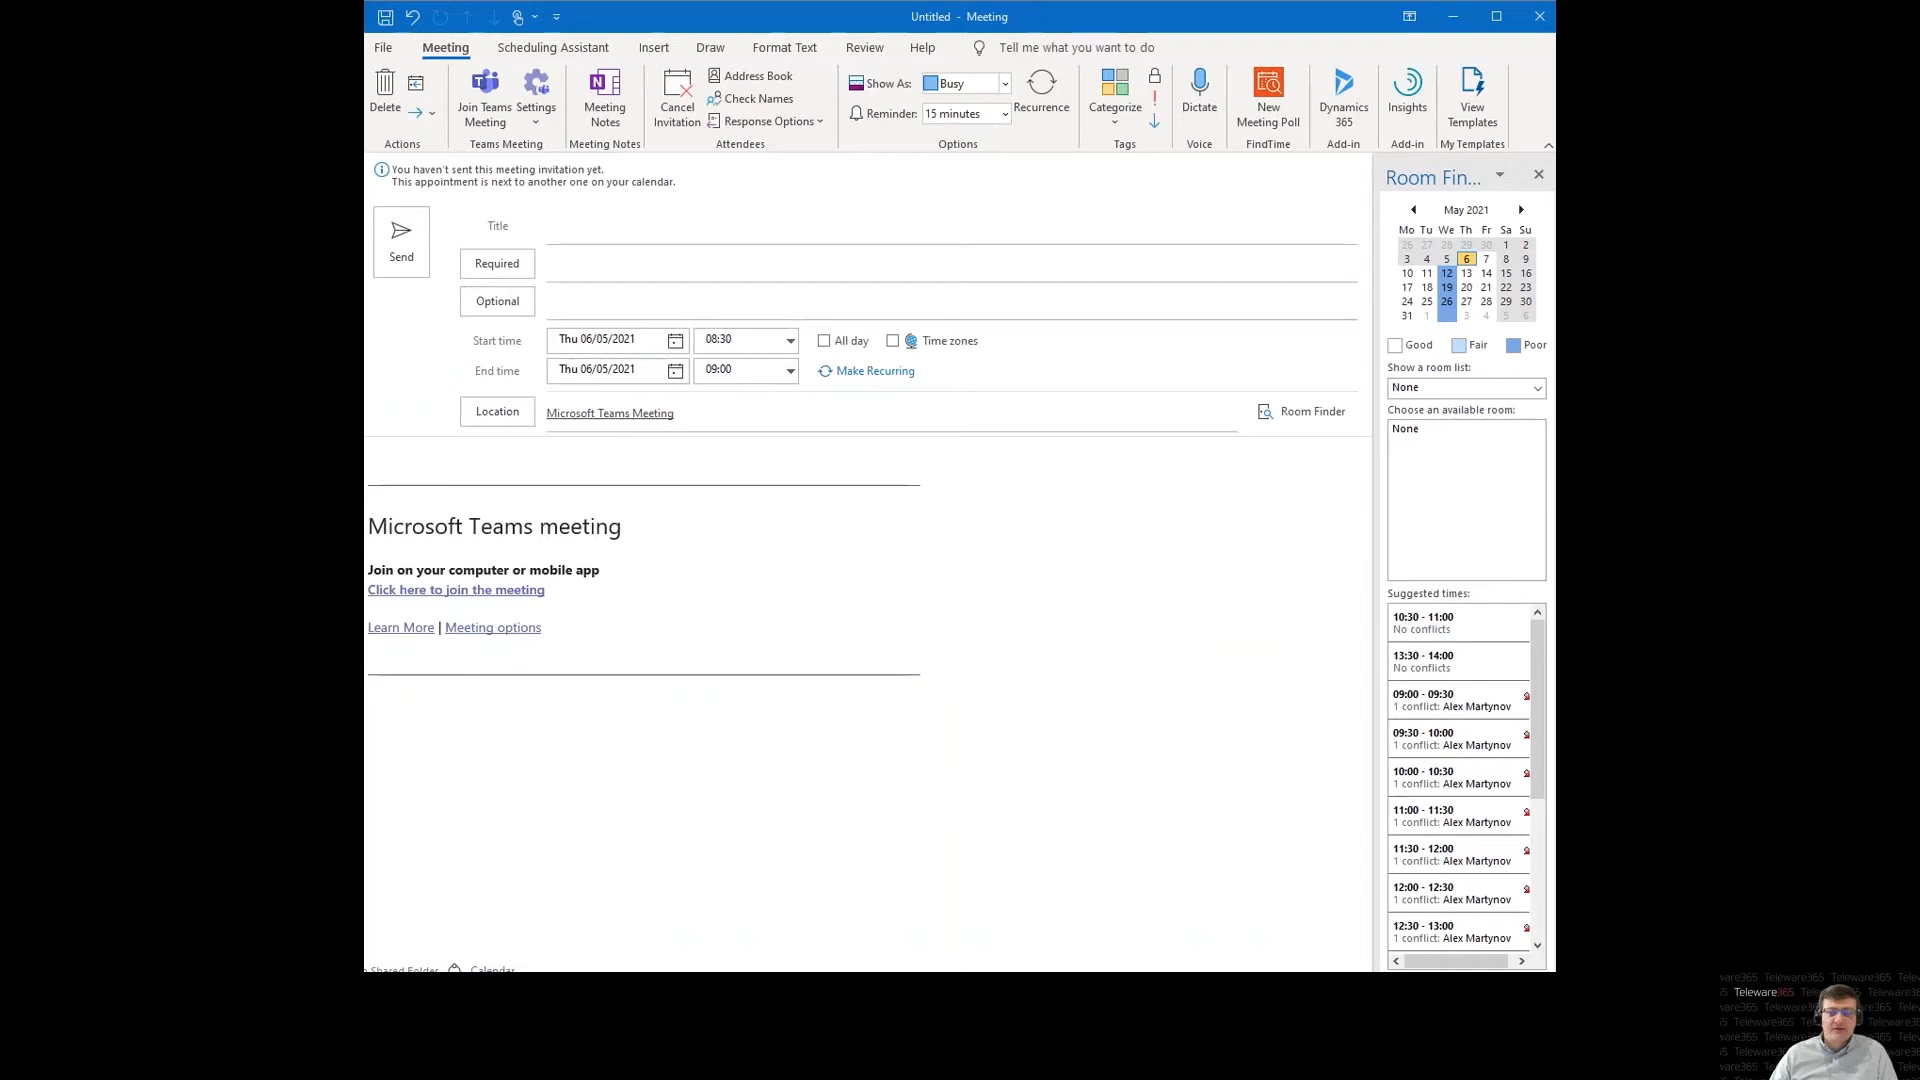 Untitled - Meeting
File Meeting Scheduling Assistant Insert Draw Format Text Review Help Tell me what you want to do
Delete
Actions
Join Teams Meeting
Settings
Teams Meeting
Meeting Notes
Meeting Notes
Cancel Invitation
Address Book
Check Names
Response Options
Attendees
Show As: Busy
Reminder: 15 minutes
Recurrence
Options
Categorize
Tags
Dictate
Voice
New Meeting Poll
FindTime
Dynamics 365
Add-in
Insights
Add-in
View Templates
My Templates
You haven't sent this meeting invitation yet.
This appointment is next to another one on your calendar.
Send
Title
Required
Optional
Start time Thu 06/05/2021 08:30 All day Time zones
End time Thu 06/05/2021 09:00 Make Recurring
Location Microsoft Teams Meeting Room Finder
Microsoft Teams meeting
Join on your computer or mobile app
Click here to join the meeting
Learn More | Meeting options
Calendar
Room Fin...
May 2021
Mo Tu We Th Fr Sa Su
26 27 28 29 30 1 2
3 4 5 6 7 8 9
10 11 12 13 14 15 16
17 18 19 20 21 22 23
24 25 26 27 28 29 30
31 1 3 4 5 6
Good Fair Poor
Show a room list:
None
Choose an available room:
None
Suggested times:
10:30 - 11:00
No conflicts
13:30 - 14:00
No conflicts
09:00 - 09:30
1 conflict: Alex Martynov
09:30 - 10:00
1 conflict: Alex Martynov
10:00 - 10:30
1 conflict: Alex Martynov
11:00 - 11:30
1 conflict: Alex Martynov
11:30 - 12:00
1 conflict: Alex Martynov
12:00 - 12:30
1 conflict: Alex Martynov
12:30 - 13:00
1 conflict: Alex Martynov
Teleware365